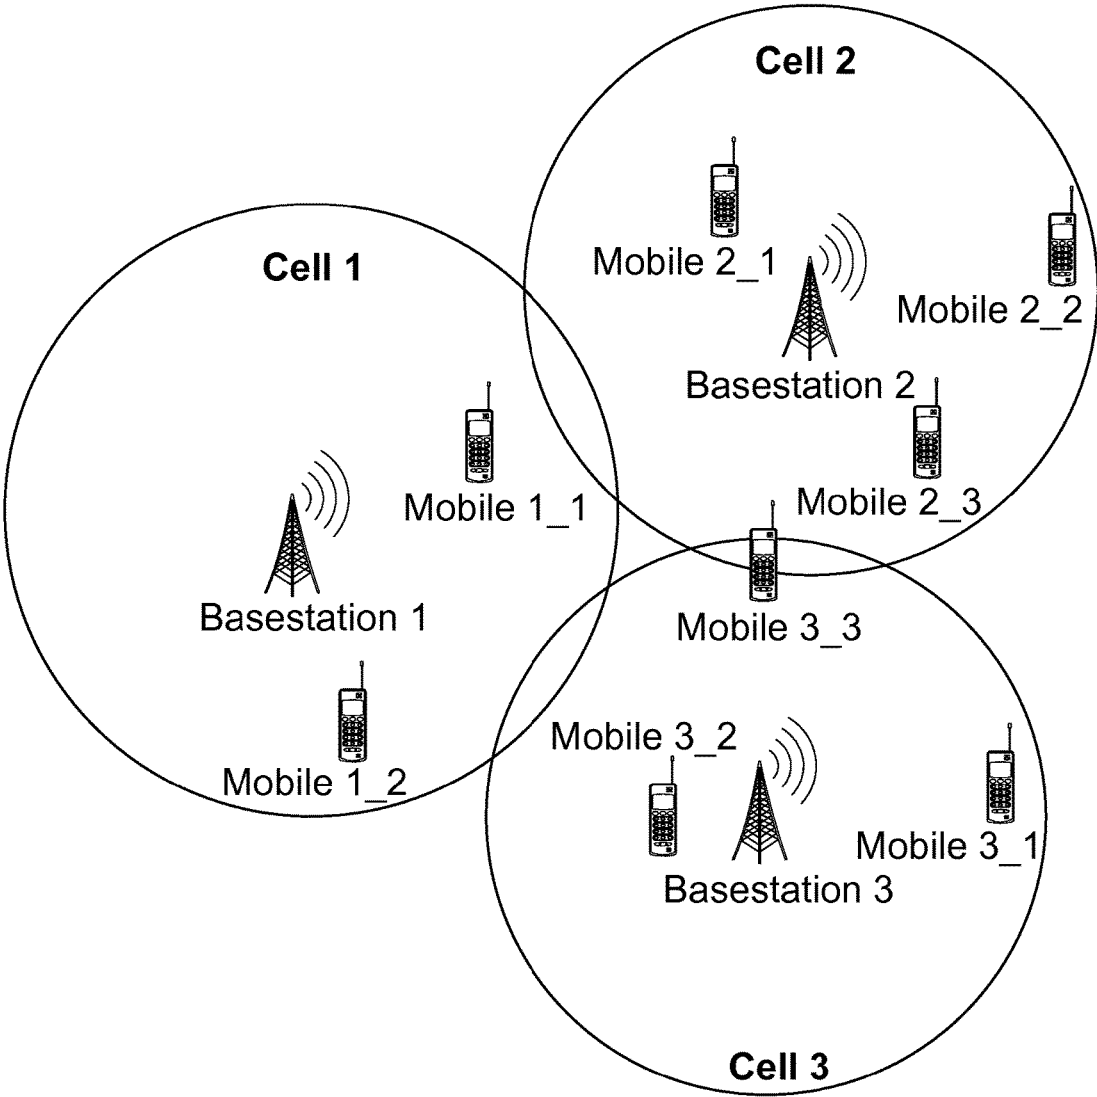 Cell 2
Mobile 2_1
Cell 1
Mobile 2_2
Basestation 2
Mobile 1_1
Mobile 2_3
Basestation 1
Mobile 3_3
Mobile 3_2
Mobile 1_2
Mobile 3_1
Basestation 3
Cell 3